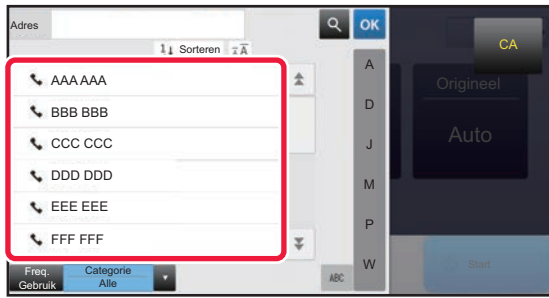 Adres
OK
CA
Sorteren
A
AAA AAA
Origineel
BBB BBB
D
CCC CCC
J
Auto
DDD DDD
M
EEE EEE
P
FFF FFF
W
Start
Freq. Gebruik
Categorie Alle
ABC